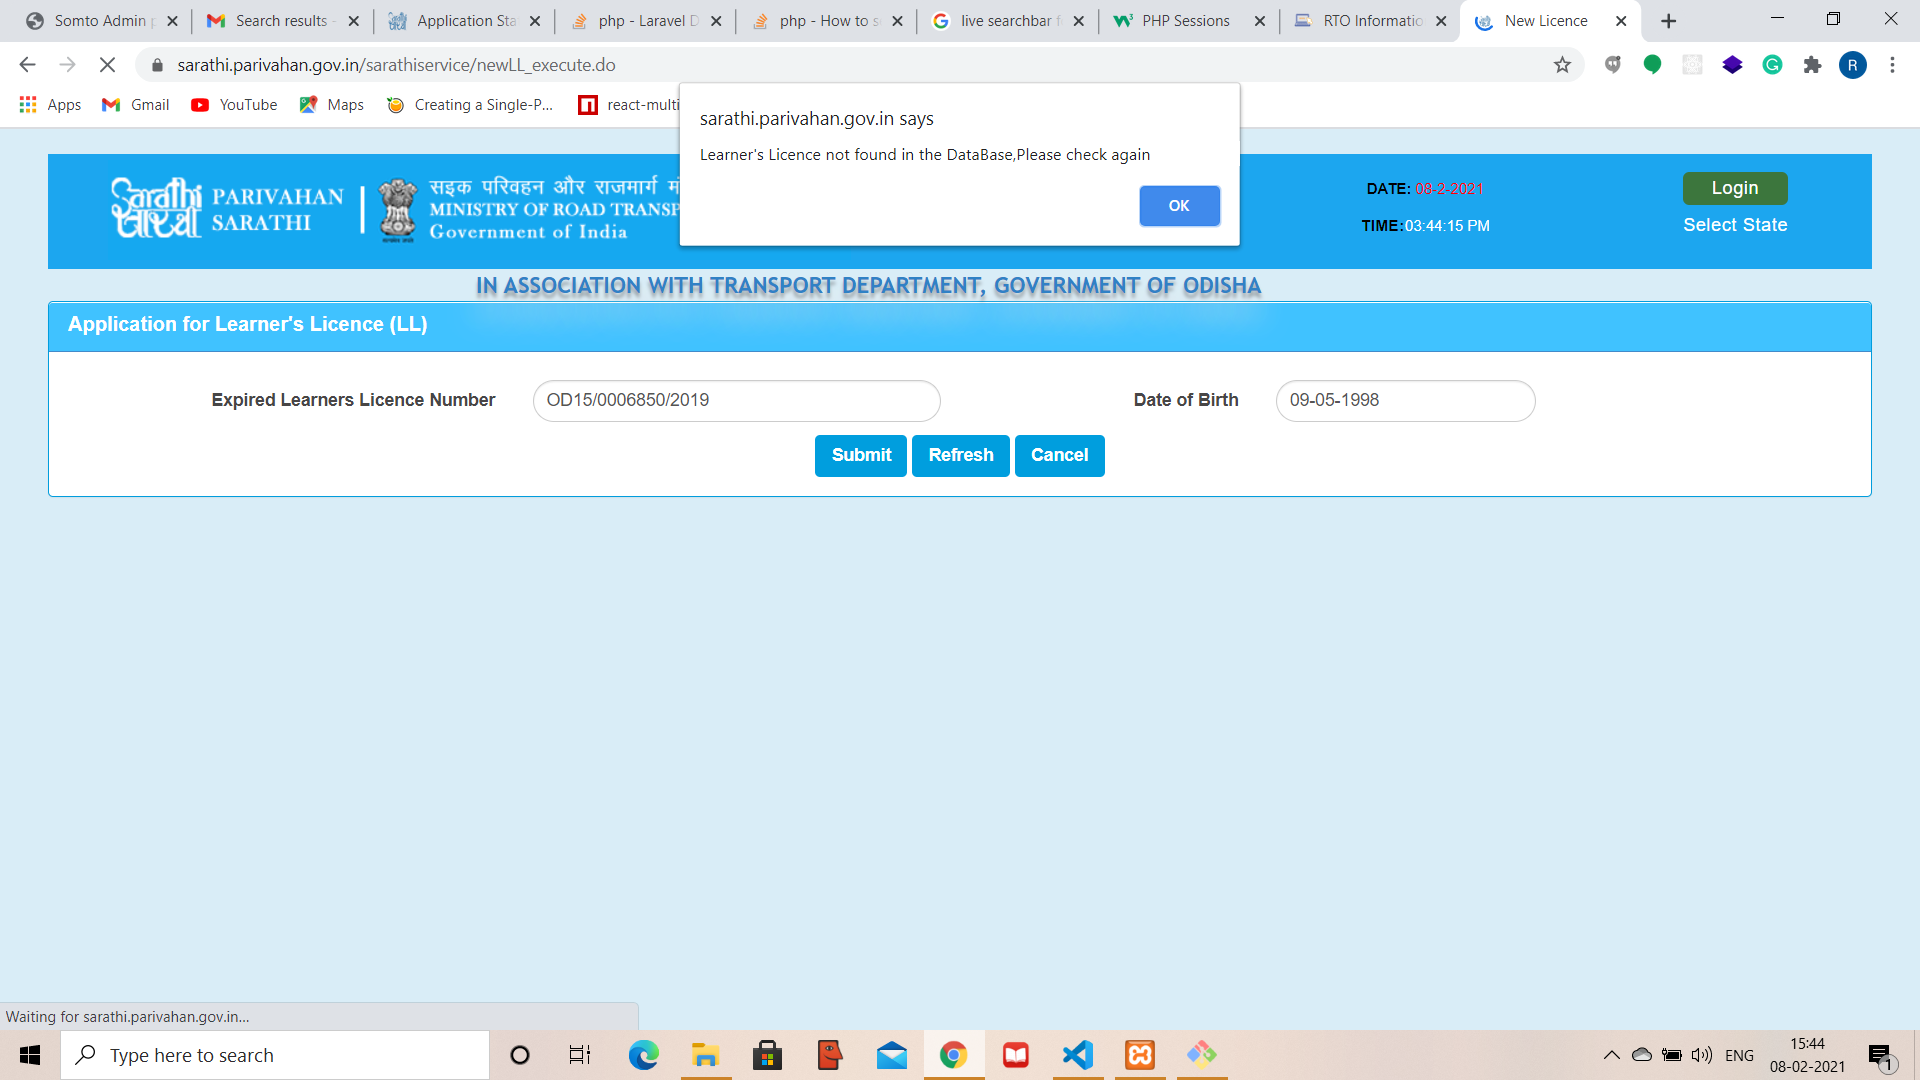 Somto Admin p
Search results -
Application Sta
php - Laravel D
php - How to s
live searchbar f
PHP Sessions
RTO Informatio
New Licence
sarathi.parivahan.gov.in/sarathiservice/newLL_execute.do
R
Apps
Gmail
YouTube
Maps
Creating a Single-P...
react-multi
sarathi.parivahan.gov.in says
Learner's Licence not found in the DataBase,Please check again
OK
Sarathi
सारथी
PARIVAHAN
SARATHI
सड़क परिवहन और राजमार्ग मं
MINISTRY OF ROAD TRANSP
Government of India
DATE: 08-2-2021
TIME:03:44:15 PM
Login
Select State
IN ASSOCIATION WITH TRANSPORT DEPARTMENT, GOVERNMENT OF ODISHA
Application for Learner's Licence (LL)
Expired Learners Licence Number
OD15/0006850/2019
Date of Birth
09-05-1998
Submit
Refresh
Cancel
Waiting for sarathi.parivahan.gov.in...
Type here to search
ENG
15:44
08-02-2021
1